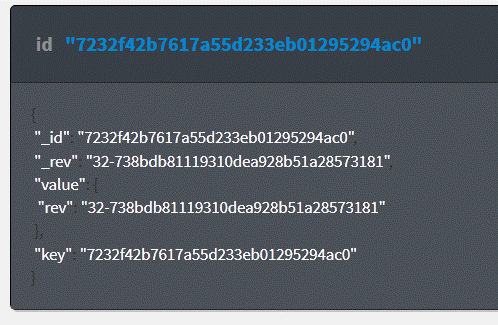 id "7232f42b7617a55d233eb01295294ac0"
{
"_id": "7232f42b7617a55d233eb01295294ac0",
"_rev": "32-738bdb81119310dea928b51a28573181",
"value": {
"rev": "32-738bdb81119310dea928b51a28573181"
},
"key": "7232f42b7617a55d233eb01295294ac0"
}